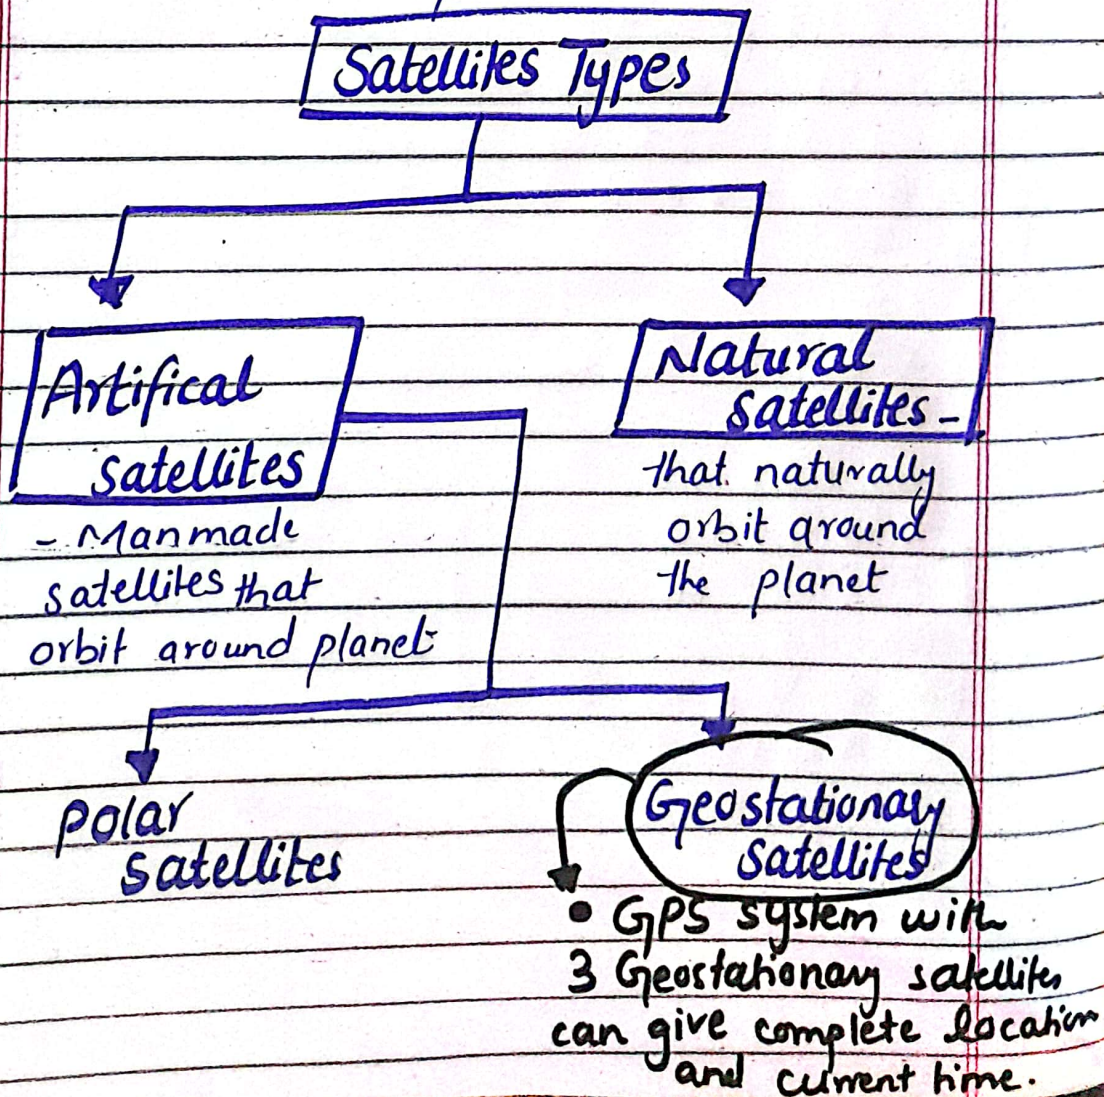 Satellites Types
Artifical
satellites
- Manmade
satellites that
orbit around planet
Natural
satellites -
that naturally
orbit around
the planet
Polar
satellites
Geostationary
Satellites
• GPS system with
3 Geostationary satellites
can give complete location
and current time.